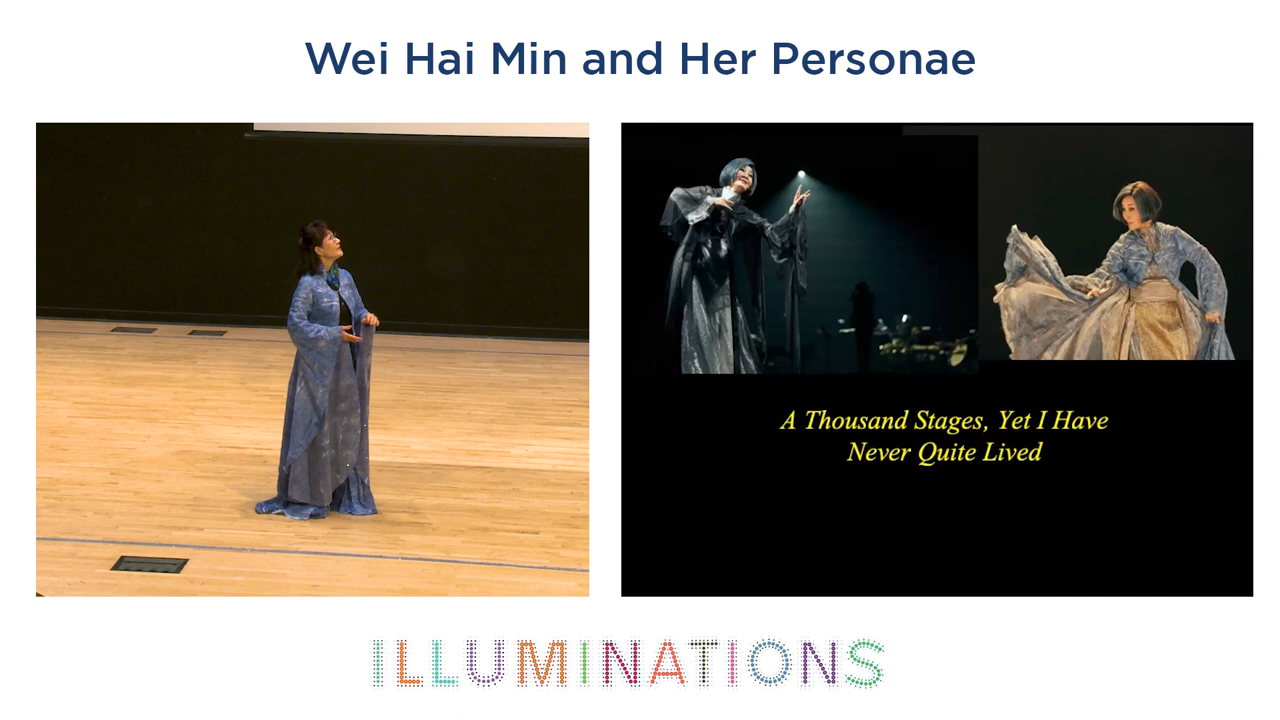 Wei Hai Min and Her Personae
A Thousand Stages, Yet I Have
Never Quite Lived
ILLUMINATIONS